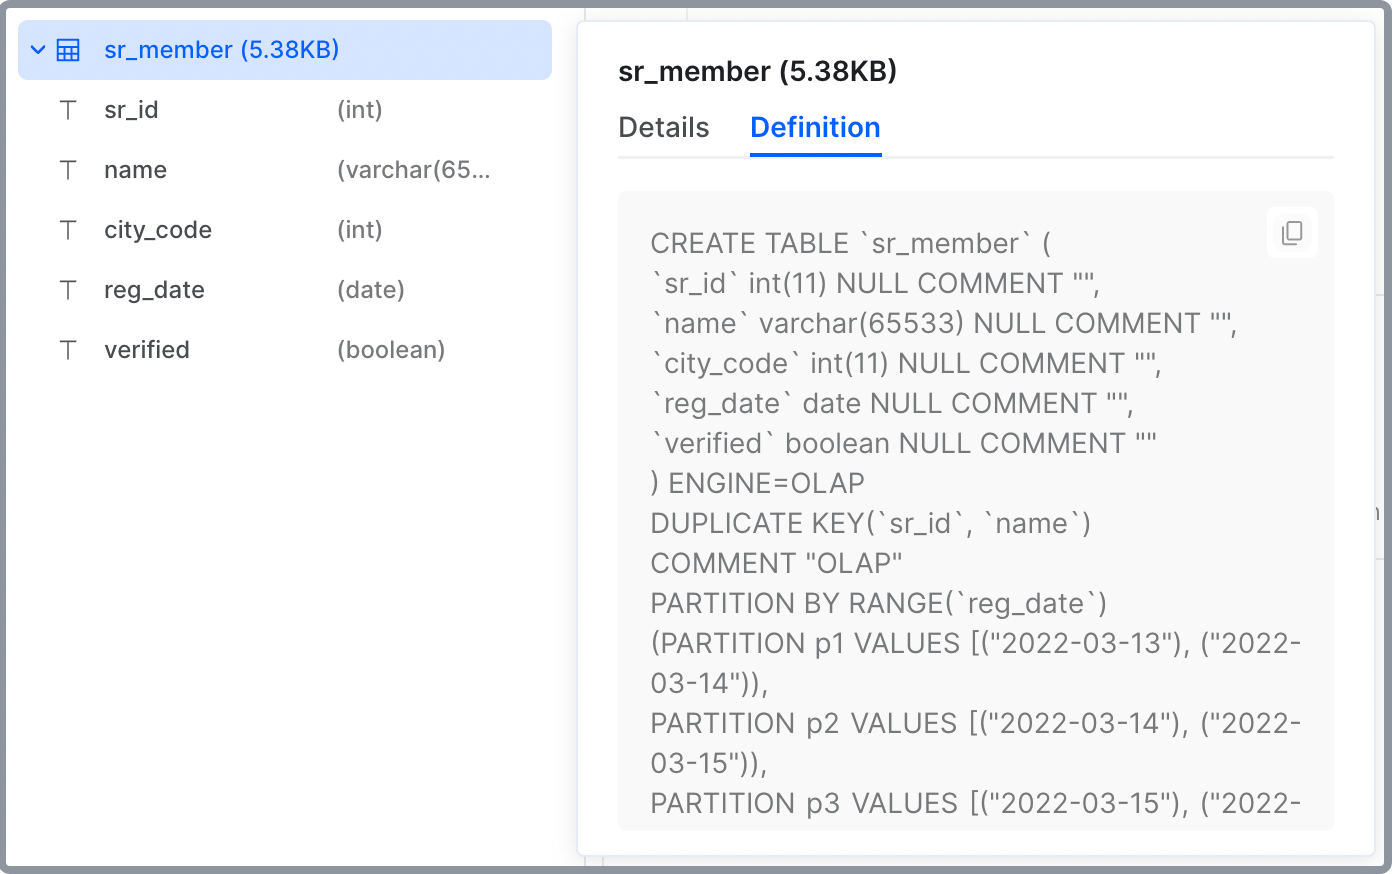 sr_member (5.38KB)
sr_id (int)
name (varchar(65...
city_code (int)
reg_date (date)
verified (boolean)
sr_member (5.38KB)
Details Definition
CREATE TABLE `sr_member` (
`sr_id` int(11) NULL COMMENT "",
`name` varchar(65533) NULL COMMENT "",
`city_code` int(11) NULL COMMENT "",
`reg_date` date NULL COMMENT "",
`verified` boolean NULL COMMENT ""
) ENGINE=OLAP
DUPLICATE KEY(`sr_id`, `name`)
COMMENT "OLAP"
PARTITION BY RANGE(`reg_date`)
(PARTITION p1 VALUES [("2022-03-13"), ("2022-
03-14")),
PARTITION p2 VALUES [("2022-03-14"), ("2022-
03-15")),
PARTITION p3 VALUES [("2022-03-15"), ("2022-